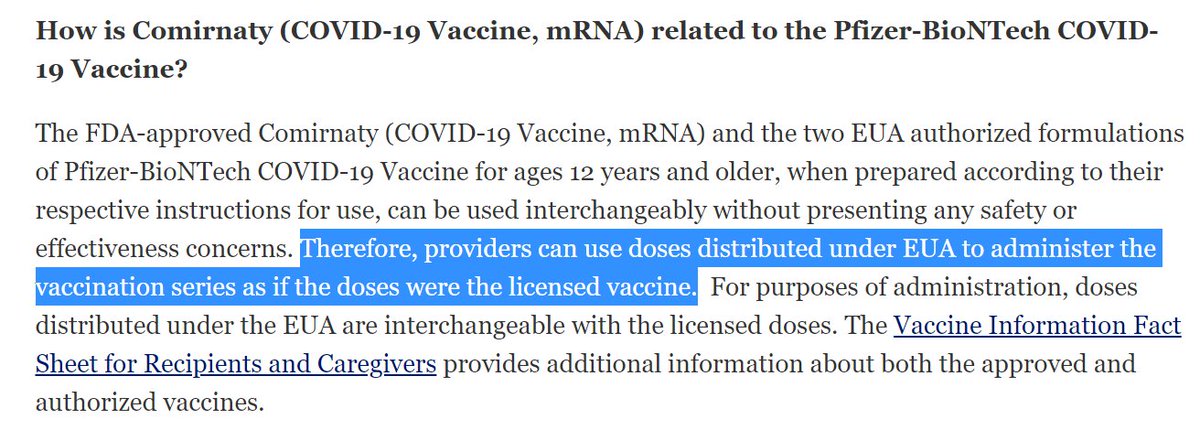 How is Comirnaty (COVID-19 Vaccine, mRNA) related to the Pfizer-BioNTech COVID-
19 Vaccine?
The FDA-approved Comirnaty (COVID-19 Vaccine, mRNA) and the two EUA authorized formulations
of Pfizer-BioNTech COVID-19 Vaccine for ages 12 years and older, when prepared according to their
respective instructions for use, can be used interchangeably without presenting any safety or
effectiveness concerns. Therefore, providers can use doses distributed under EUA to administer the
vaccination series as if the doses were the licensed vaccine.  For purposes of administration, doses
distributed under the EUA are interchangeable with the licensed doses. The Vaccine Information Fact
Sheet for Recipients and Caregivers provides additional information about both the approved and
authorized vaccines.